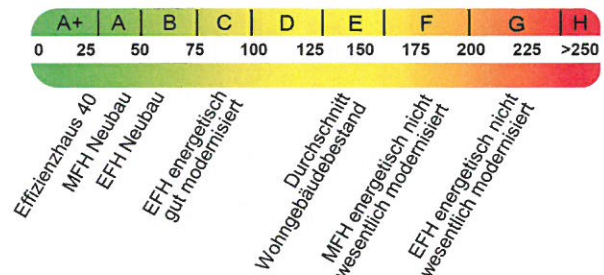 A+ A B C D E F G H
0 25 50 75 100 125 150 175 200 225 >250
Effizienzhaus 40
MFH Neubau
EFH Neubau
EFH energetisch
gut modernisiert
Durchschnitt
Wohngebäudebestand
MFH energetisch nicht
wesentlich modernisiert
EFH energetisch nicht
wesentlich modernisiert